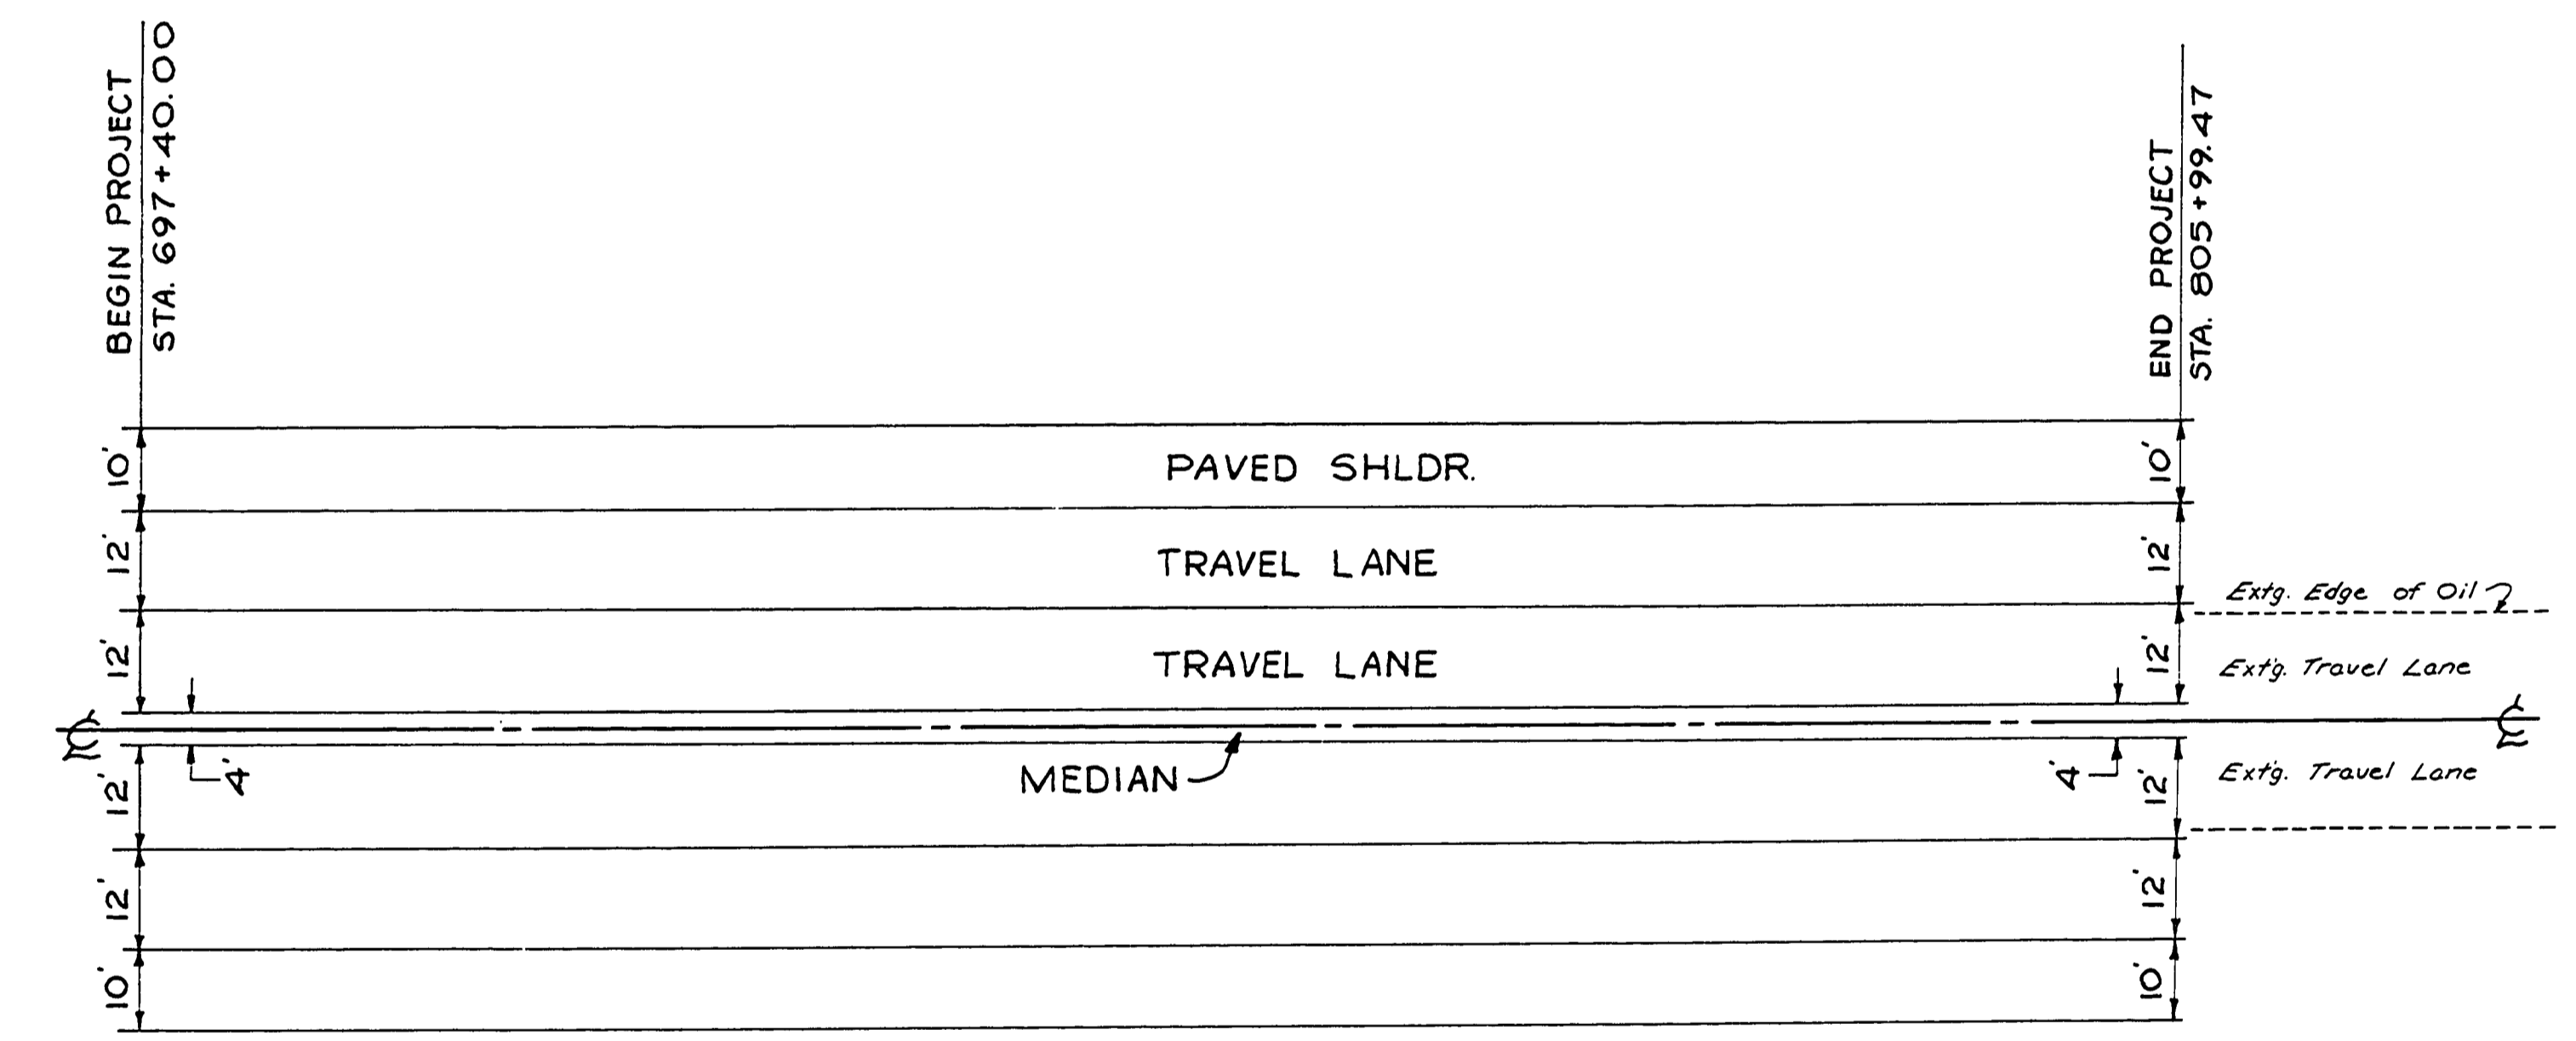 BEGIN PROJECT
STA. 697+40.00
END PROJECT
STA. 805+99.47
10'
PAVED SHLDR.
10'
12'
TRAVEL LANE
12'
Extg. Edge of Oil
12'
TRAVEL LANE
12'
Ext'g. Travel Lane
℄
℄
4'
MEDIAN
4'
12'
12'
Ext'g. Travel Lane
12'
12'
10'
10'